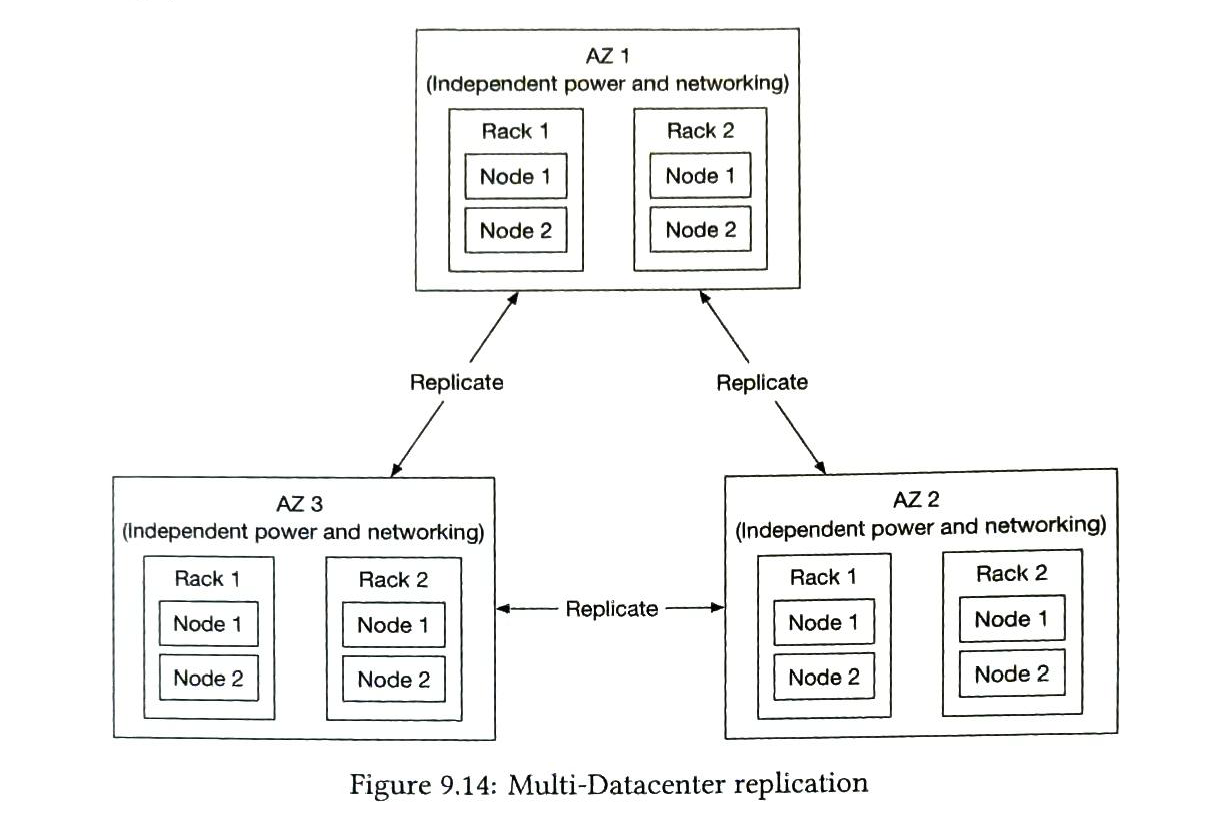 AZ 1
(Independent power and networking)
Rack 1
Node 1
Node 2
Rack 2
Node 1
Node 2
Replicate
Replicate
AZ 3
(Independent power and networking)
Rack 1
Node 1
Node 2
Rack 2
Node 1
Node 2
Replicate
AZ 2
(Independent power and networking)
Rack 1
Node 1
Node 2
Rack 2
Node 1
Node 2
Figure 9.14: Multi-Datacenter replication